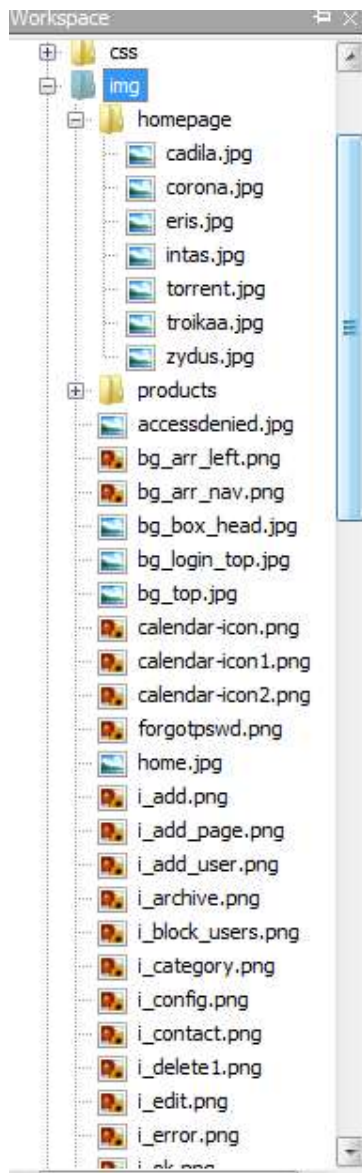 Workspace
css
img
homepage
cadila.jpg
corona.jpg
eris.jpg
intas.jpg
torrent.jpg
troikaa.jpg
zydus.jpg
products
accessdenied.jpg
bg_arr_left.png
bg_arr_nav.png
bg_box_head.jpg
bg_login_top.jpg
bg_top.jpg
calendar-icon.png
calendar-icon1.png
calendar-icon2.png
forgotpswd.png
home.jpg
i_add.png
i_add_page.png
i_add_user.png
i_archive.png
i_block_users.png
i_category.png
i_config.png
i_contact.png
i_delete1.png
i_edit.png
i_error.png
i_ok.png